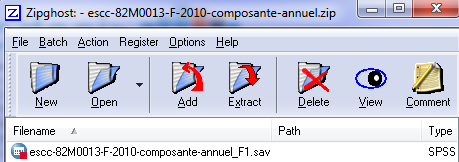 Zipghost: - escc-82M0013-F-2010-composante-annuel.zip
File Batch Action Register Options Help
New Open Add Extract Delete View Comment
Filename Path Type
escc-82M0013-F-2010-composante-annuel_F1.sav SPSS